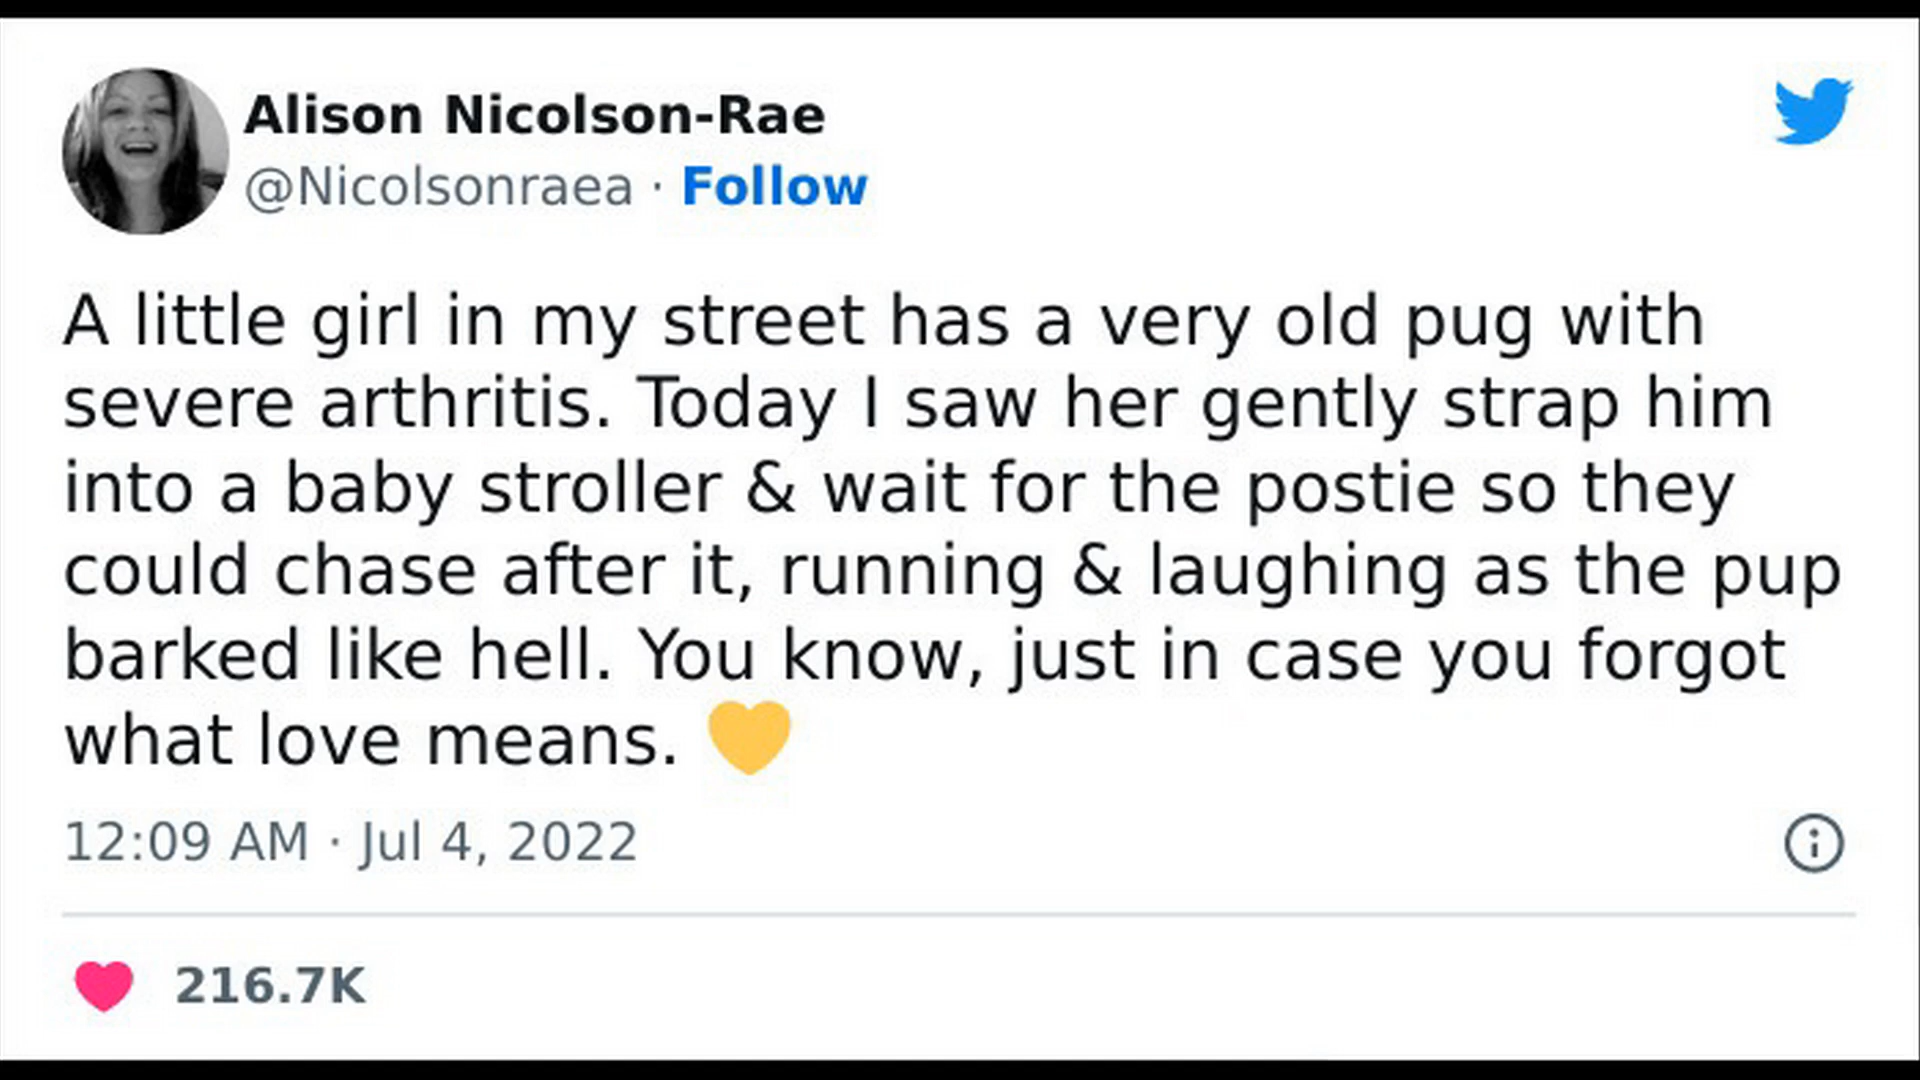 Alison Nicolson-Rae
@Nicolsonraea · Follow
A little girl in my street has a very old pug with
severe arthritis. Today I saw her gently strap him
into a baby stroller & wait for the postie so they
could chase after it, running & laughing as the pup
barked like hell. You know, just in case you forgot
what love means. 💛
12:09 AM · Jul 4, 2022
216.7K